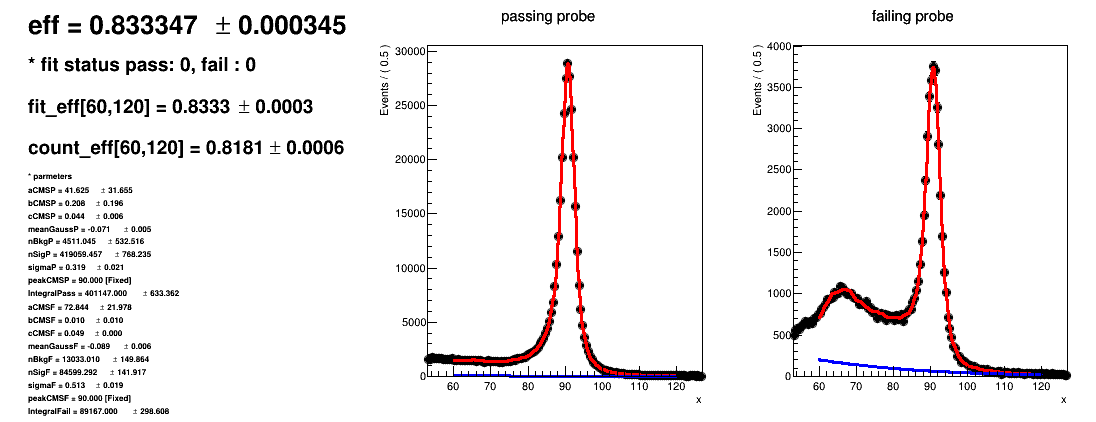 eff = 0.833347 ± 0.000345
* fit status pass: 0, fail : 0
fit_eff[60,120] = 0.8333 ± 0.0003
count_eff[60,120] = 0.8181 ± 0.0006
* parmeters
aCMSP = 41.625 ± 31.655
bCMSP = 0.208 ± 0.196
cCMSP = 0.044 ± 0.006
meanGaussP = -0.071 ± 0.005
nBkgP = 4511.045 ± 532.516
nSigP = 419059.457 ± 768.235
sigmaP = 0.319 ± 0.021
peakCMSP = 90.000 [Fixed]
IntegralPass = 401147.000 ± 633.362
aCMSF = 72.844 ± 21.978
bCMSF = 0.010 ± 0.010
cCMSF = 0.049 ± 0.000
meanGaussF = -0.089 ± 0.006
nBkgF = 13033.010 ± 149.864
nSigF = 84599.292 ± 141.917
sigmaF = 0.513 ± 0.019
peakCMSF = 90.000 [Fixed]
IntegralFail = 89167.000 ± 298.608
passing probe
Events / ( 0.5 )
30000
25000
20000
15000
10000
5000
0
60 70 80 90 100 110 120
x
failing probe
Events / ( 0.5 )
4000
3500
3000
2500
2000
1500
1000
500
0
60 70 80 90 100 110 120
x